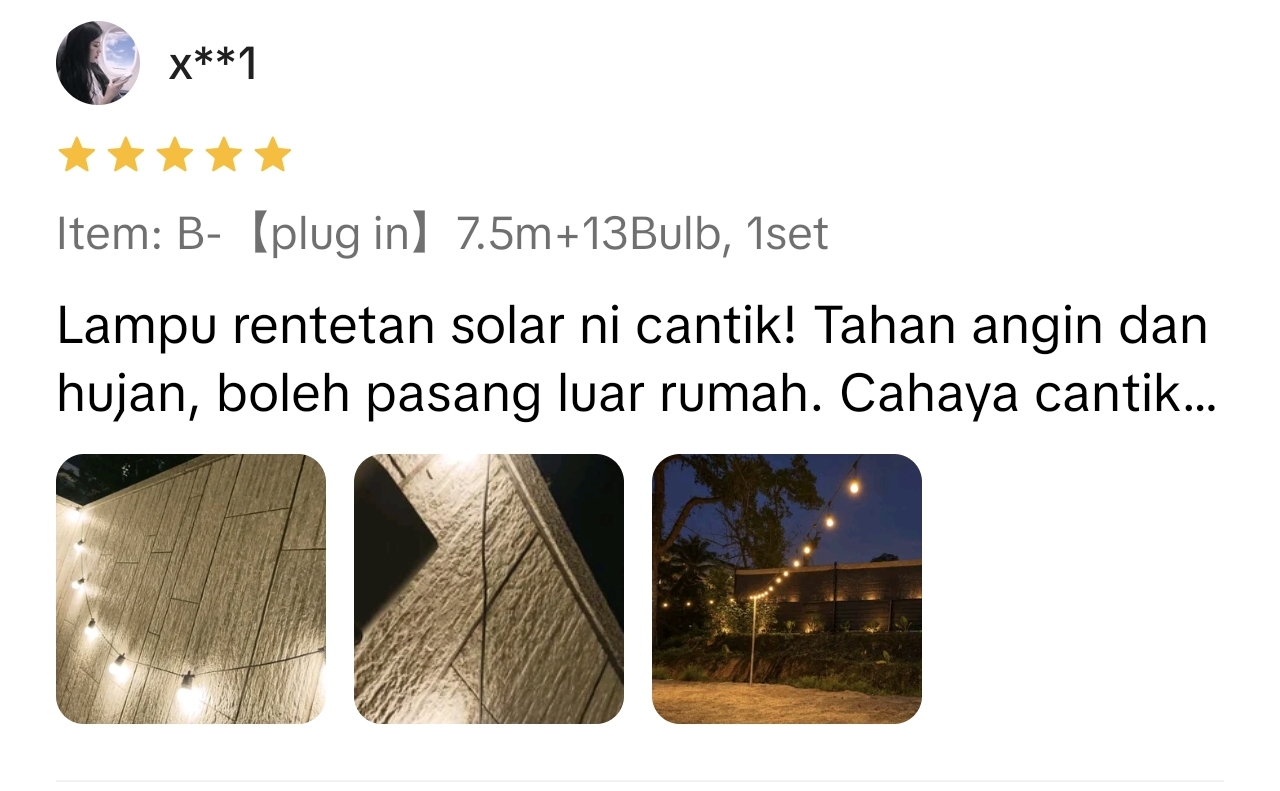 x**1
Item: B-【plug in】7.5m+13Bulb, 1set
Lampu rentetan solar ni cantik! Tahan angin dan
hujan, boleh pasang luar rumah. Cahaya cantik...